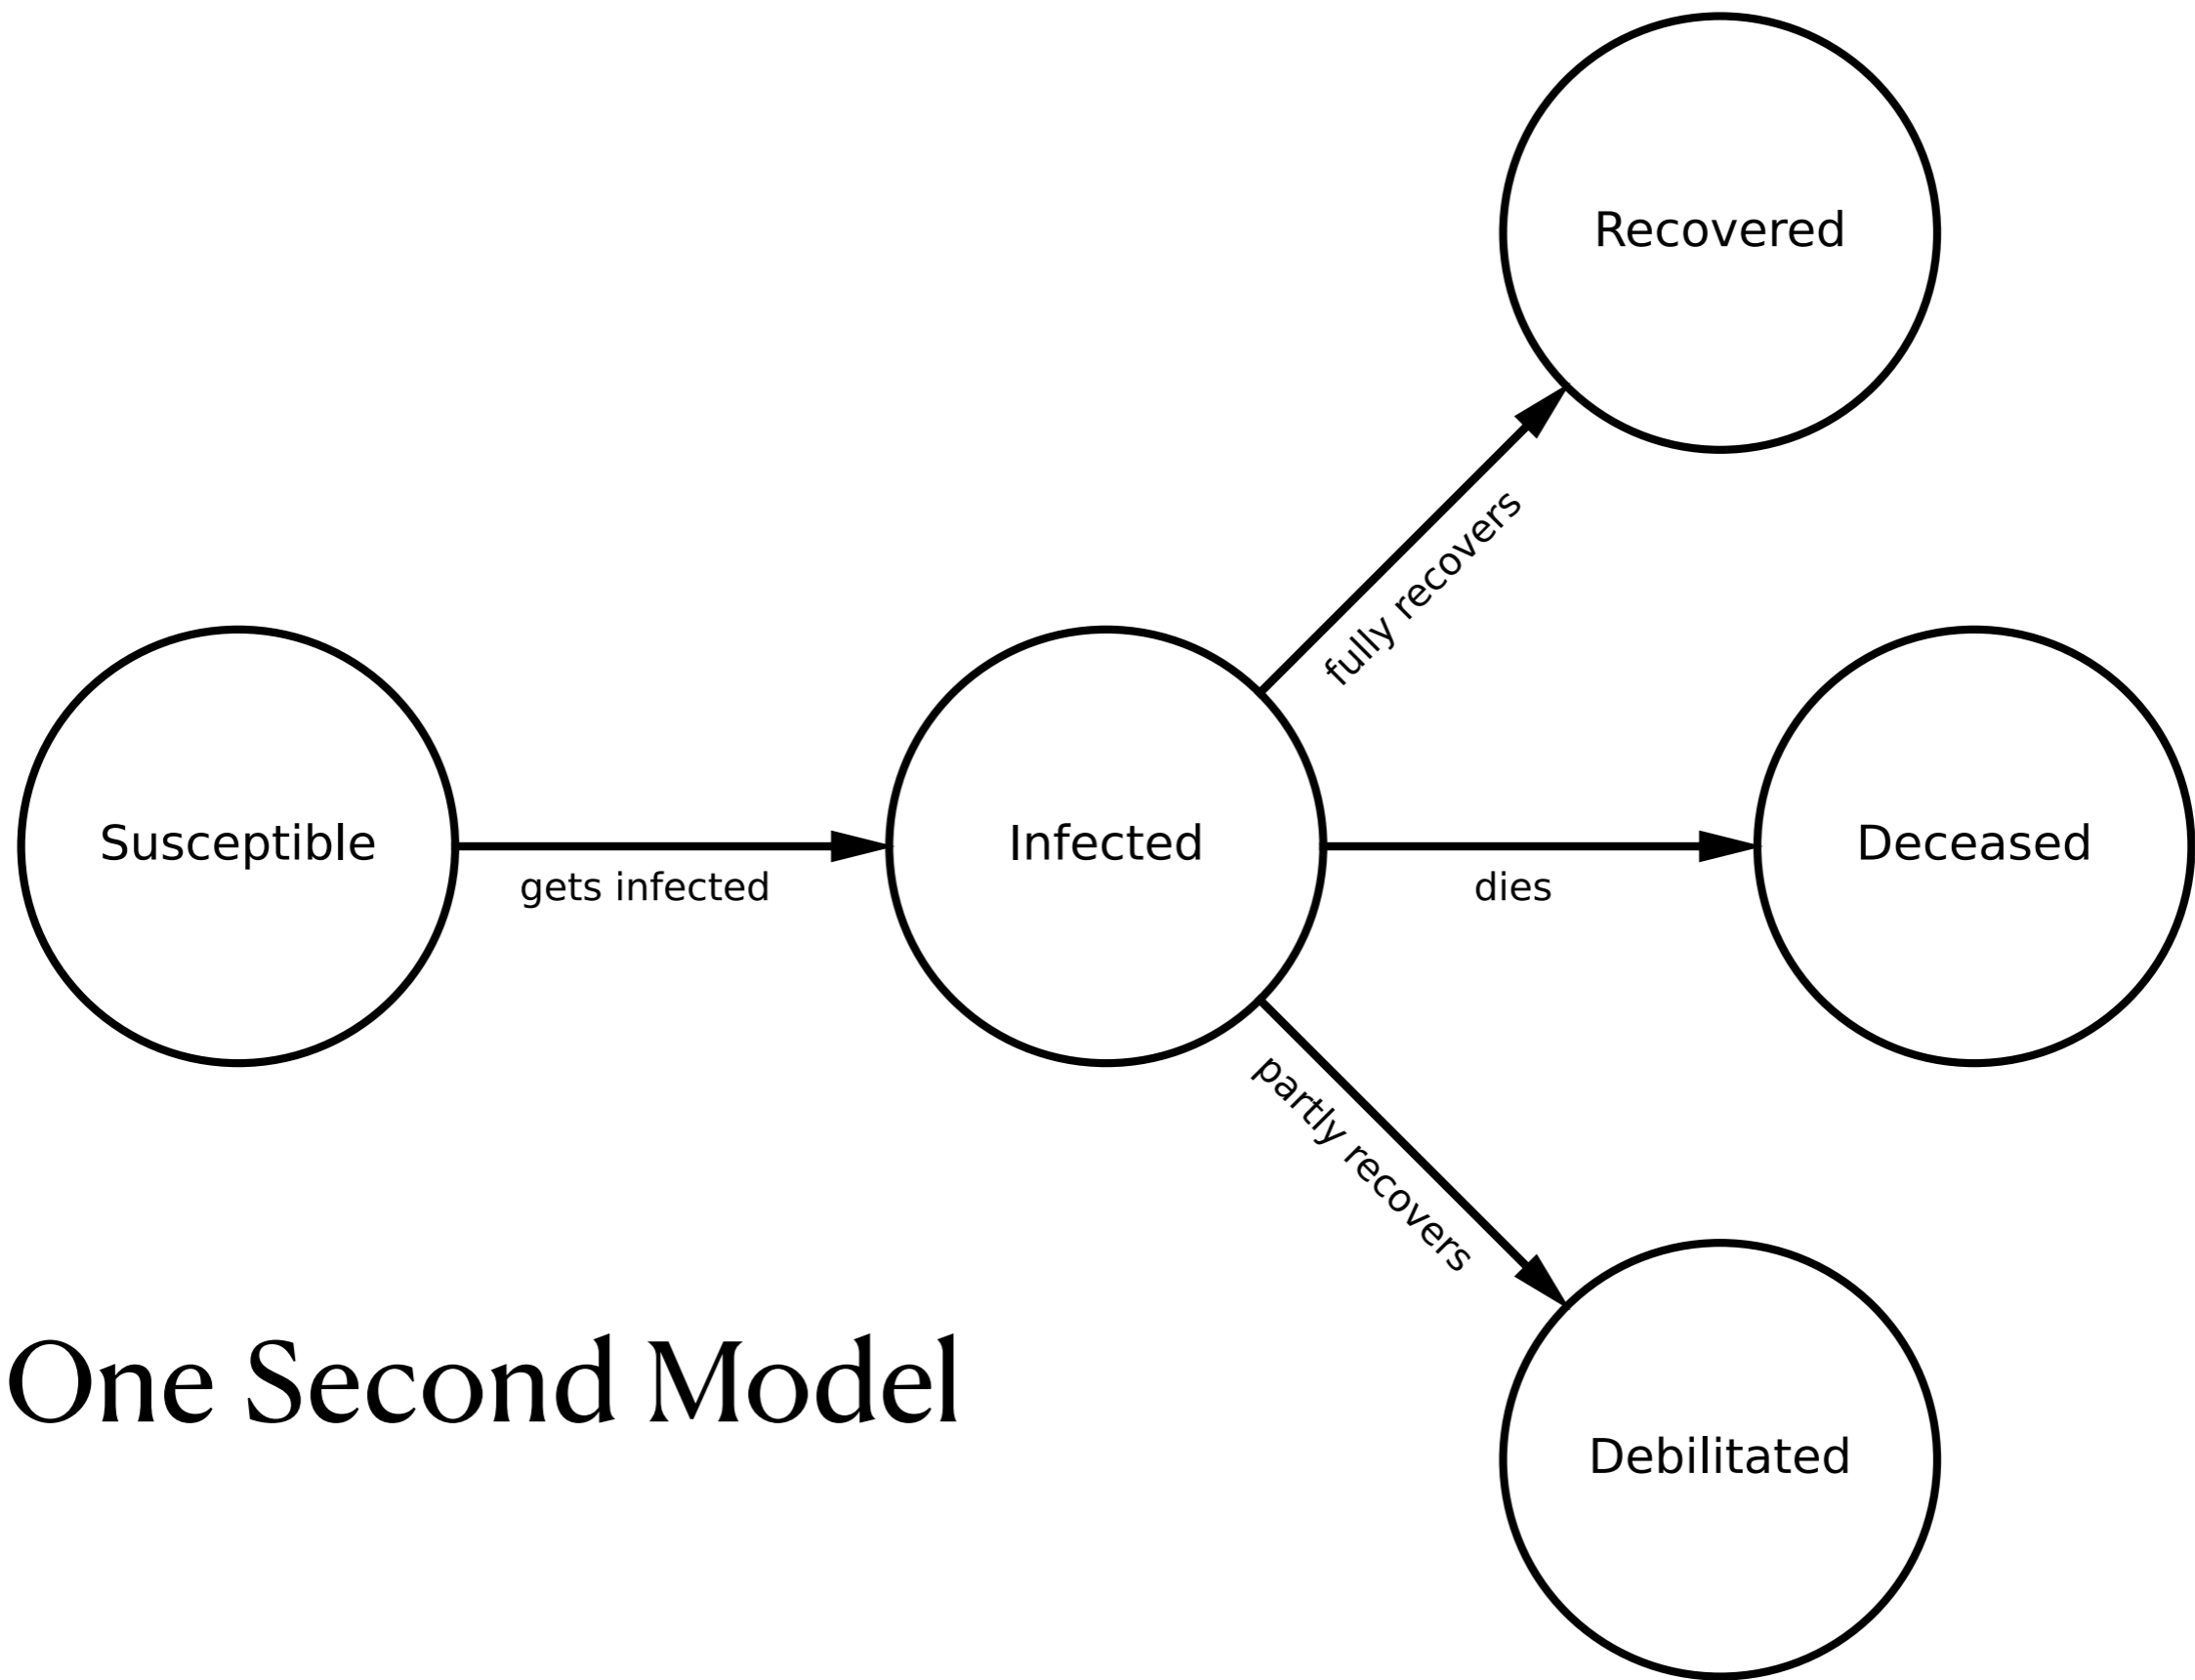 Recovered
fully recovers
Susceptible
gets infected
Infected
dies
Deceased
partly recovers
One Second Model
Debilitated